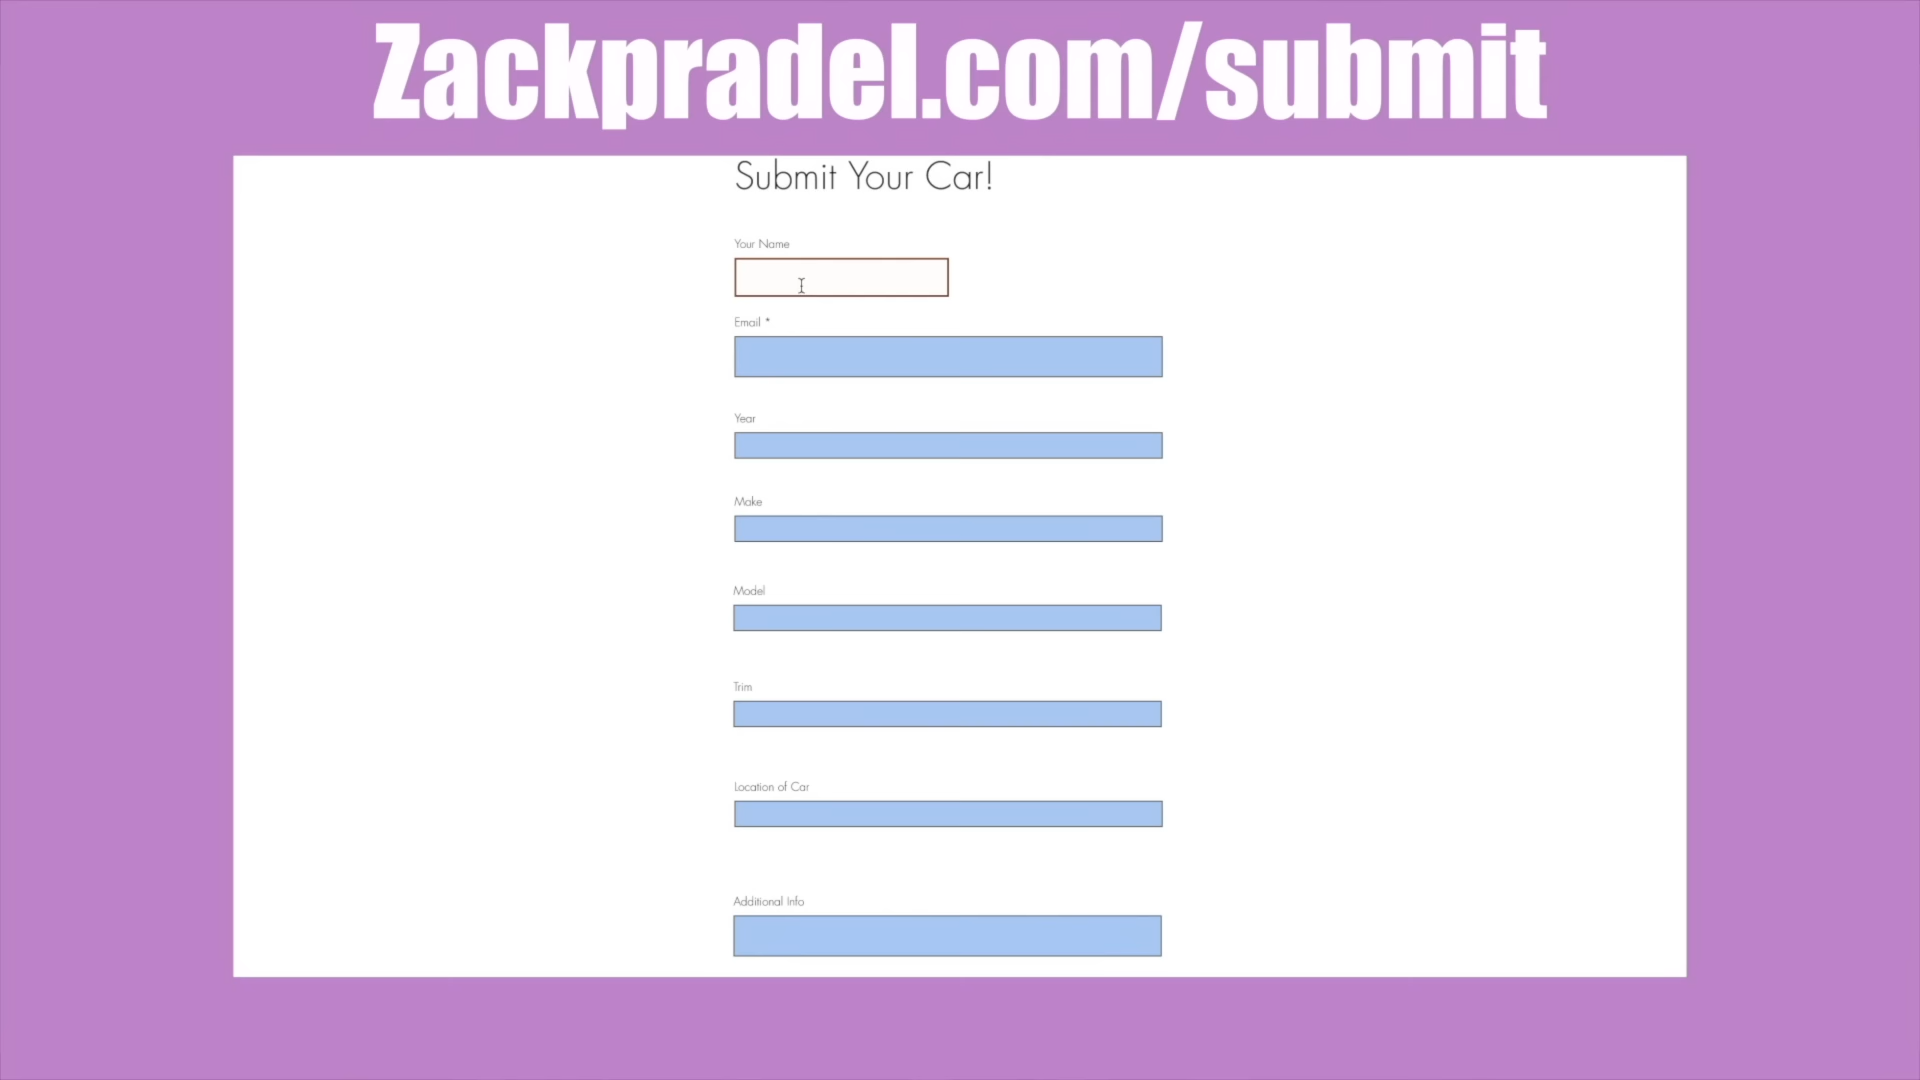 Zackpradel.com/submit
Submit Your Car!
Your Name
Email *
Year
Make
Model
Trim
Location of Car
Additional Info